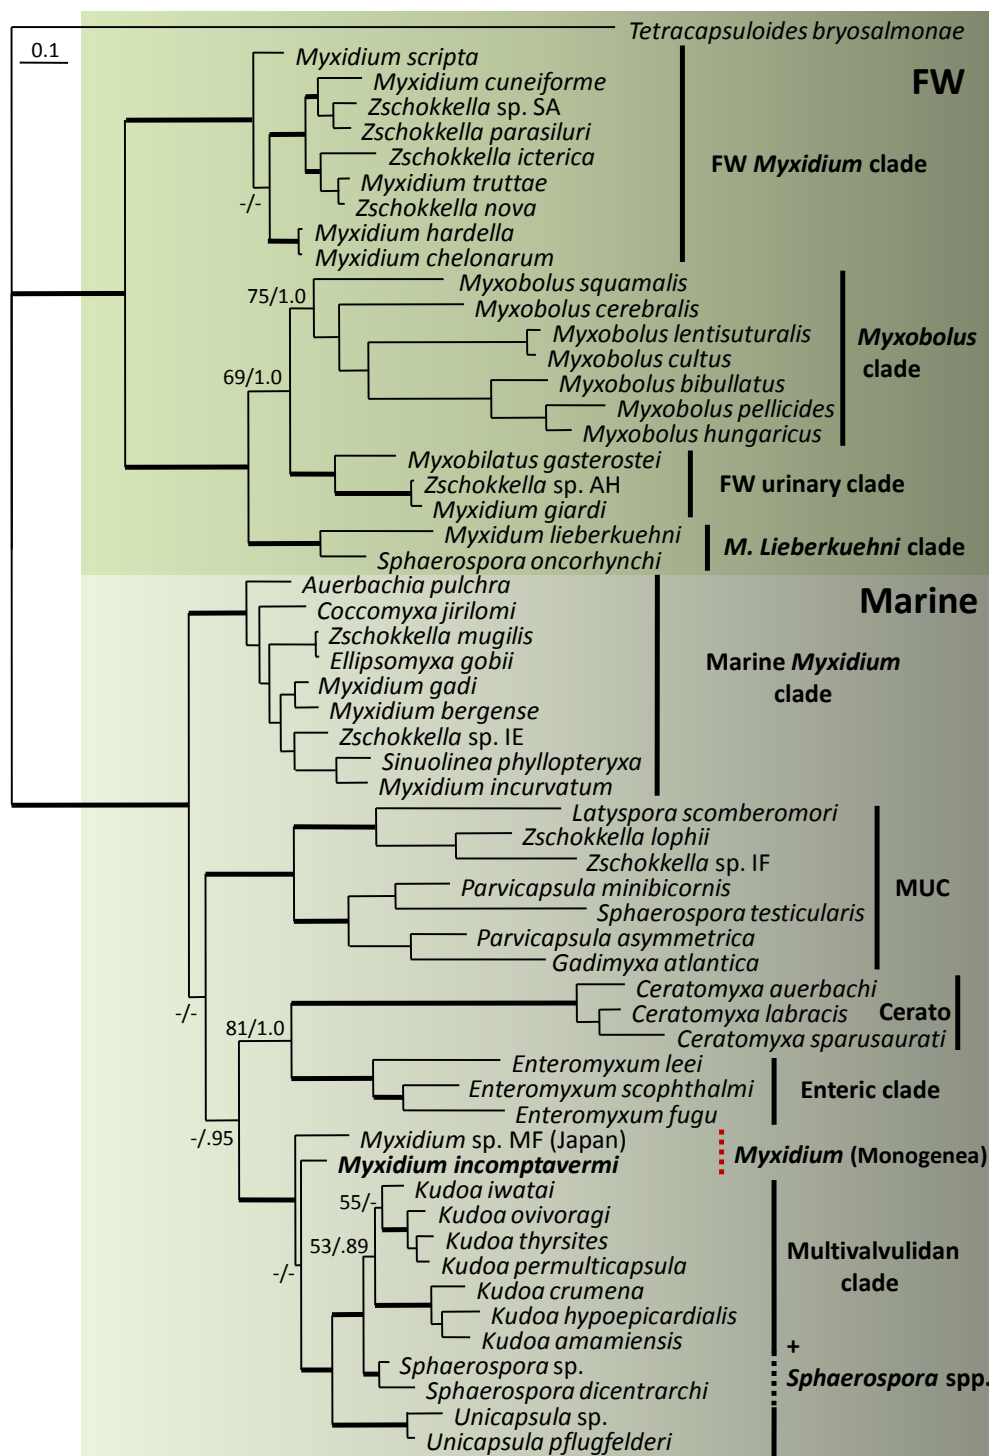 Tetracapsuloides bryosalmonae
0.1
Myxidium scripta
FW
Myxidium cuneiforme
Zschokkella sp. SA
Zschokkella parasiluri
Zschokkella icterica
FW Myxidium clade
Myxidium truttae
-/-
Zschokkella nova
Myxidium hardella
Myxidium chelonarum
Myxobolus squamalis
75/1.0
Myxobolus cerebralis
Myxobolus lentisuturalis
Myxobolus
clade
Myxobolus cultus
69/1.0
Myxobolus bibullatus
Myxobolus pellicides
Myxobolus hungaricus
Myxobilatus gasterostei
Zschokkella sp. AH
FW urinary clade
Myxidium giardi
Myxidum lieberkuehni
M. Lieberkuehni clade
Sphaerospora oncorhynchi
Auerbachia pulchra
Marine
Coccomyxa jirilomi
Zschokkella mugilis
Ellipsomyxa gobii
Marine Myxidium
clade
Myxidium gadi
Myxidium bergense
Zschokkella sp. IE
Sinuolinea phyllopteryxa
Myxidium incurvatum
Latyspora scomberomori
Zschokkella lophii
Zschokkella sp. IF
MUC
Parvicapsula minibicornis
Sphaerospora testicularis
Parvicapsula asymmetrica
Gadimyxa atlantica
-/-
Ceratomyxa auerbachi
81/1.0
Ceratomyxa labracis
Cerato
Ceratomyxa sparusaurati
Enteromyxum leei
Enteromyxum scophthalmi
Enteric clade
Enteromyxum fugu
-/.95
Myxidium sp. MF (Japan)
Myxidium (Monogenea)
Myxidium incomptavermi
Kudoa iwatai
55/-
Kudoa ovivoragi
53/.89
Kudoa thyrsites
Multivalvulidan
clade
Kudoa permulticapsula
-/-
Kudoa crumena
Kudoa hypoepicardialis
Kudoa amamiensis
+
Sphaerospora sp.
Sphaerospora spp.
Sphaerospora dicentrarchi
Unicapsula sp.
Unicapsula pflugfelderi